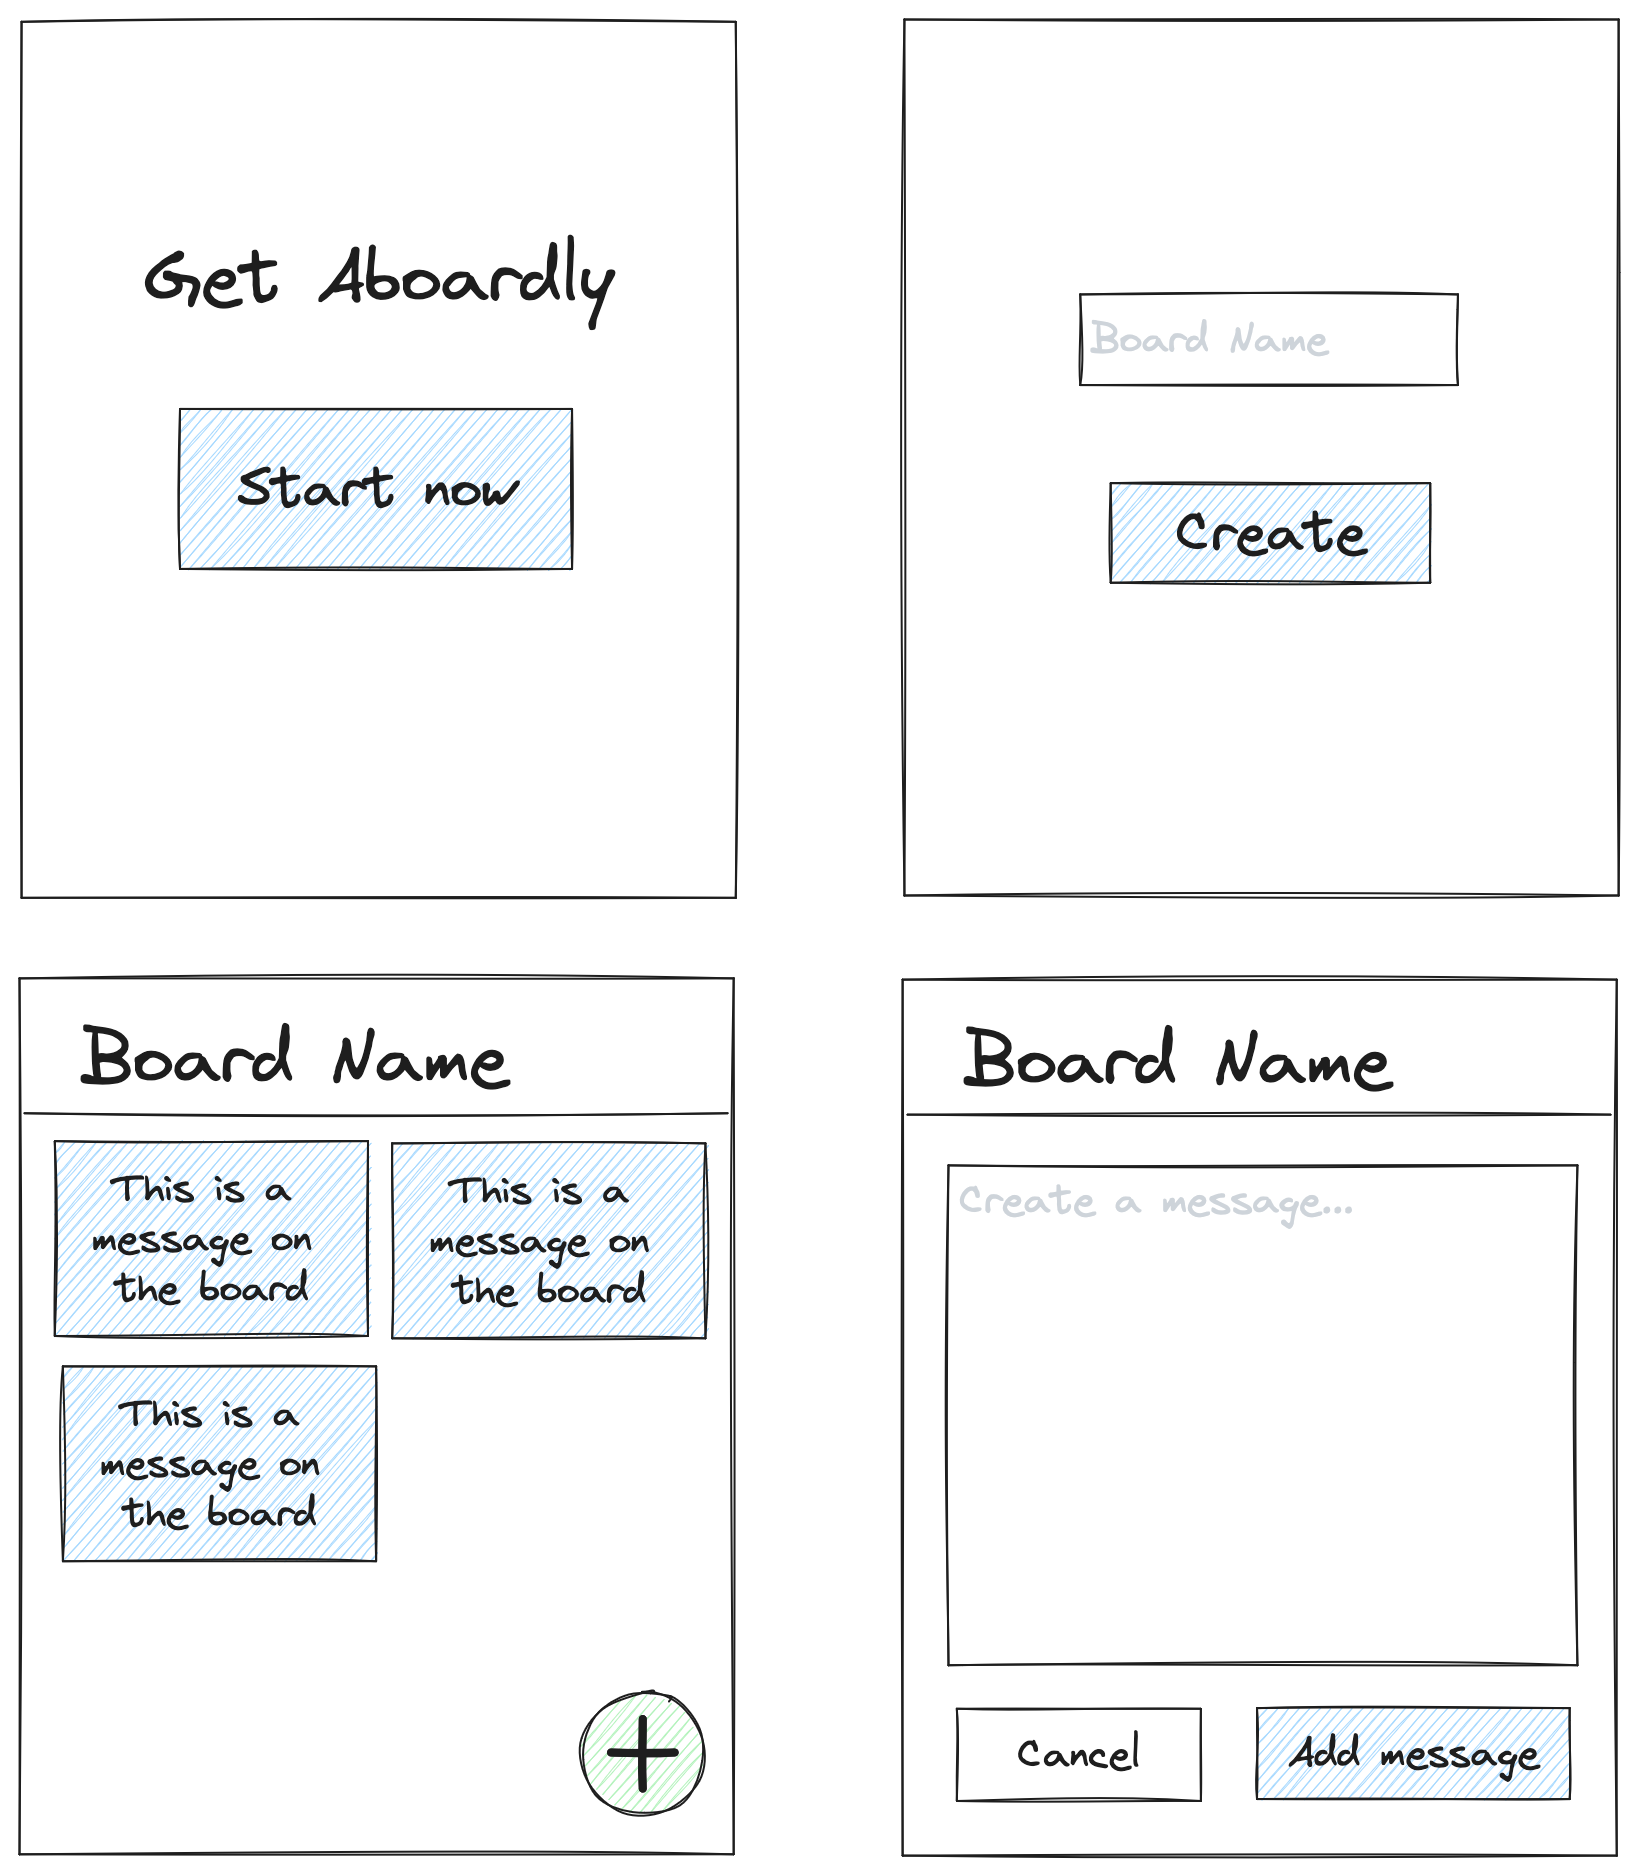 Get Aboardly
Start now
Board Name
Create
Board Name
This is a
message on
the board
This is a
message on
the board
This is a
message on
the board
+
Board Name
Create a message...
Cancel
Add message